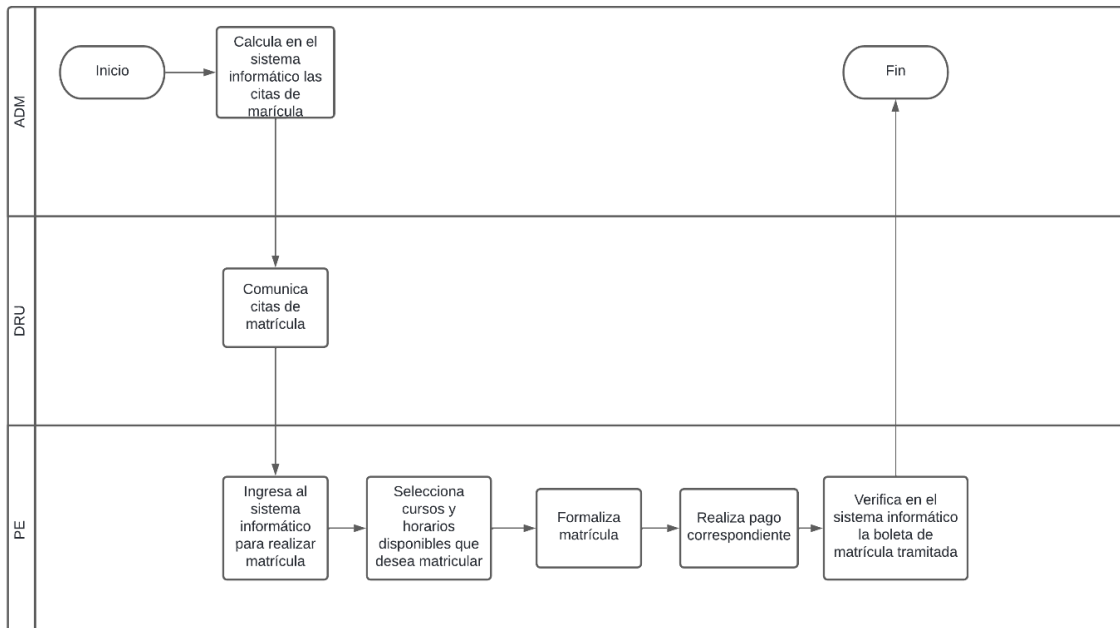 ADM
Inicio
Calcula en el
sistema
informático las
citas de
marícula
Fin
DRU
Comunica
citas de
matrícula
PE
Ingresa al
sistema
informático
para realizar
matrícula
Selecciona
cursos y
horarios
disponibles que
desea matricular
Formaliza
matrícula
Realiza pago
correspondiente
Verifica en el
sistema informático
la boleta de
matrícula tramitada